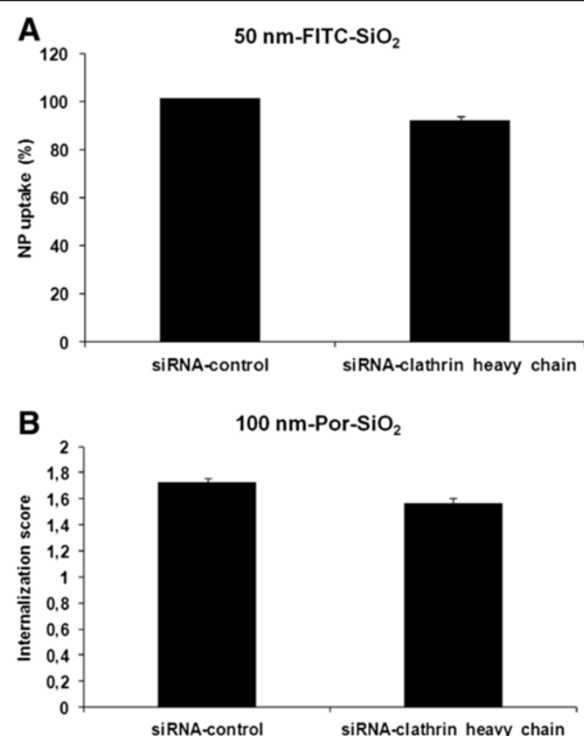 A
50 nm-FITC-SiO₂
120
100
80
60
40
20
0
NP uptake (%)
siRNA-control siRNA-clathrin heavy chain
B
100 nm-Por-SiO₂
2
1,8
1,6
1,4
1,2
1
0,8
0,6
0,4
0,2
0
Internalization score
siRNA-control siRNA-clathrin heavy chain